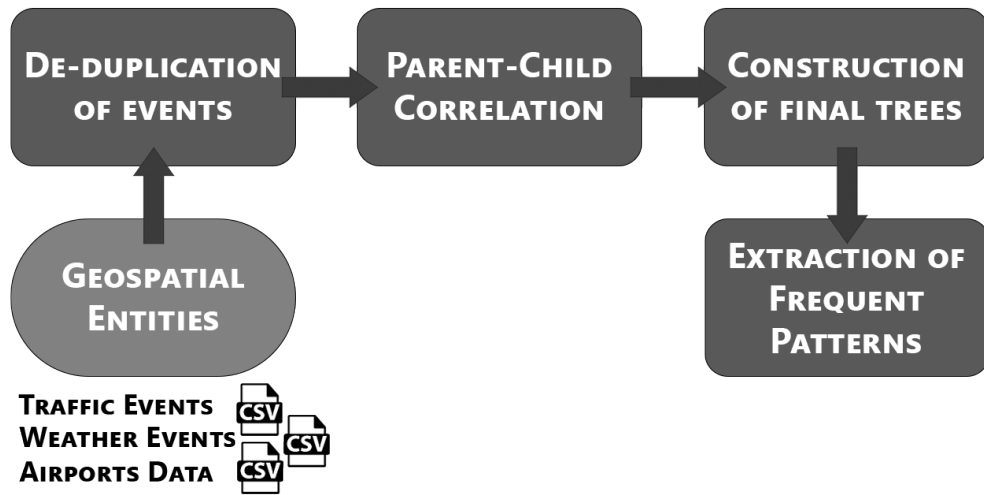 DE-DUPLICATION
OF EVENTS
PARENT-CHILD
CORRELATION
CONSTRUCTION
OF FINAL TREES
GEOSPATIAL
ENTITIES
EXTRACTION OF
FREQUENT
PATTERNS
TRAFFIC EVENTS
CSV
WEATHER EVENTS
CSV
AIRPORTS DATA
CSV